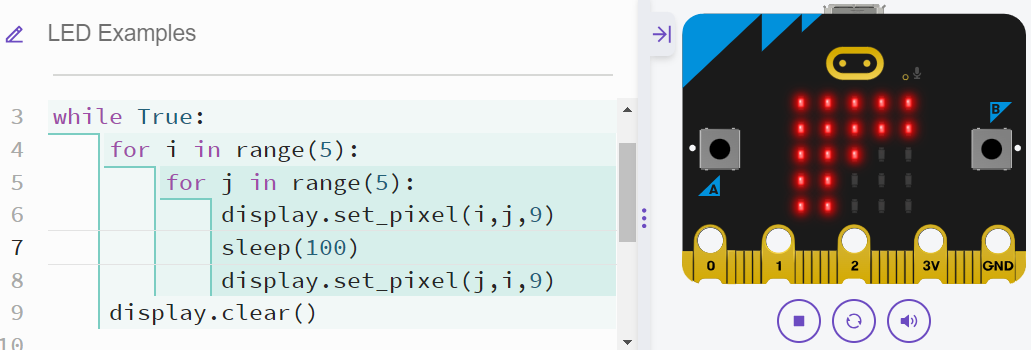 LED Examples
3 while True:
4 for i in range(5):
5 for j in range(5):
6 display.set_pixel(i,j,9)
7 sleep(100)
8 display.set_pixel(j,i,9)
9 display.clear()
10
B
A
0 1 2 3V GND